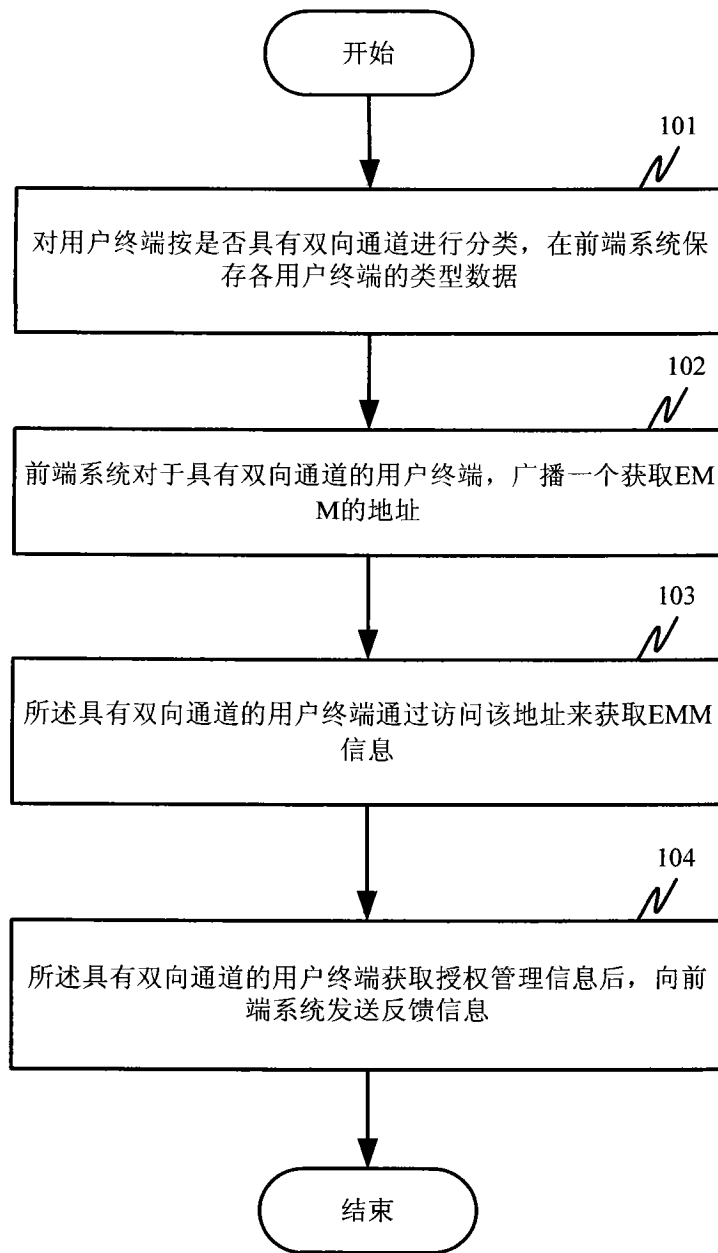 开始
101
对用户终端按是否具有双向通道进行分类，在前端系统保
存各用户终端的类型数据
102
前端系统对于具有双向通道的用户终端，广播一个获取EM
M的地址
103
所述具有双向通道的用户终端通过访问该地址来获取EMM
信息
104
所述具有双向通道的用户终端获取授权管理信息后，向前
端系统发送反馈信息
结束